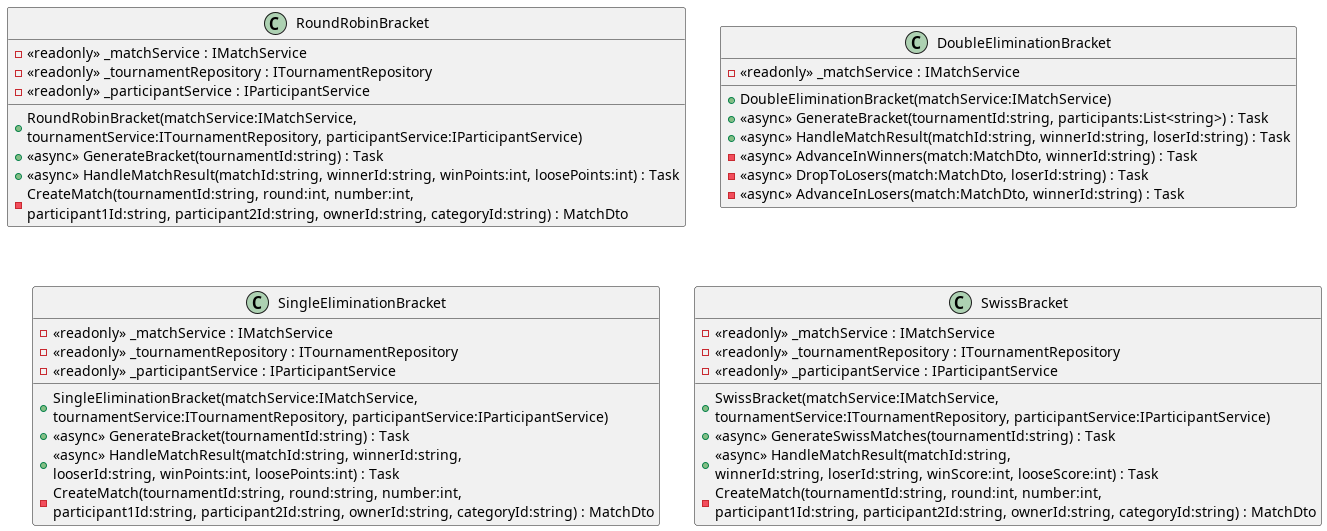 C RoundRobinBracket
«readonly» _matchService : IMatchService
«readonly» _tournamentRepository : ITournamentRepository
«readonly» _participantService : IParticipantService
RoundRobinBracket(matchService:IMatchService,
tournamentService:ITournamentRepository, participantService:IParticipantService)
«async» GenerateBracket(tournamentId:string) : Task
«async» HandleMatchResult(matchId:string, winnerId:string, winPoints:int, loosePoints:int) : Task
CreateMatch(tournamentId:string, round:int, number:int,
participant1Id:string, participant2Id:string, ownerId:string, categoryId:string) : MatchDto
C DoubleEliminationBracket
«readonly» _matchService : IMatchService
DoubleEliminationBracket(matchService:IMatchService)
«async» GenerateBracket(tournamentId:string, participants:List<string>) : Task
«async» HandleMatchResult(matchId:string, winnerId:string, loserId:string) : Task
«async» AdvanceInWinners(match:MatchDto, winnerId:string) : Task
«async» DropToLosers(match:MatchDto, loserId:string) : Task
«async» AdvanceInLosers(match:MatchDto, winnerId:string) : Task
C SingleEliminationBracket
«readonly» _matchService : IMatchService
«readonly» _tournamentRepository : ITournamentRepository
«readonly» _participantService : IParticipantService
SingleEliminationBracket(matchService:IMatchService,
tournamentService:ITournamentRepository, participantService:IParticipantService)
«async» GenerateBracket(tournamentId:string) : Task
«async» HandleMatchResult(matchId:string, winnerId:string,
looserId:string, winPoints:int, loosePoints:int) : Task
CreateMatch(tournamentId:string, round:string, number:int,
participant1Id:string, participant2Id:string, ownerId:string, categoryId:string) : MatchDto
C SwissBracket
«readonly» _matchService : IMatchService
«readonly» _tournamentRepository : ITournamentRepository
«readonly» _participantService : IParticipantService
SwissBracket(matchService:IMatchService,
tournamentService:ITournamentRepository, participantService:IParticipantService)
«async» GenerateSwissMatches(tournamentId:string) : Task
«async» HandleMatchResult(matchId:string,
winnerId:string, loserId:string, winScore:int, looseScore:int) : Task
CreateMatch(tournamentId:string, round:int, number:int,
participant1Id:string, participant2Id:string, ownerId:string, categoryId:string) : MatchDto